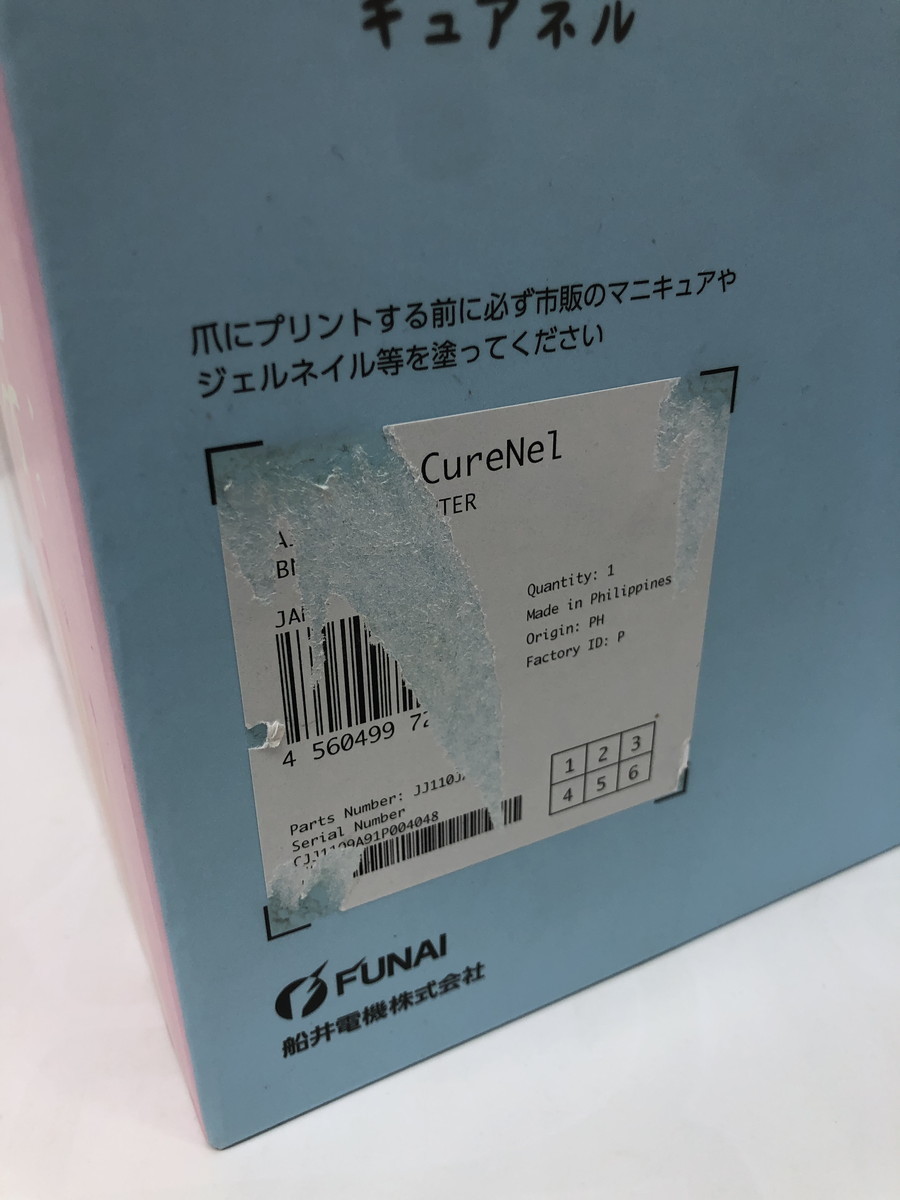 キュアネル
爪にプリントする前に必ず市販のマニキュアや
ジェルネイル等を塗ってください
CureNel
TER
JAN
Quantity: 1
Made in Philippines
Origin: PH
Factory ID: P
4 560499 72
1 2 3
4 5 6
Parts Number: JJ110J
Serial Number
FUNAI
船井電機株式会社